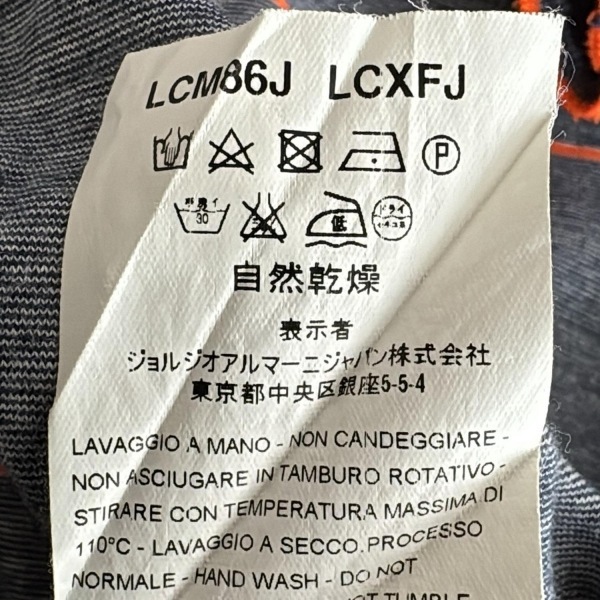 LCM86J LCXFJ
P
手洗イ
30
低
ドライ
自然乾燥
表示者
ジョルジオアルマーニジャパン株式会社
東京都中央区銀座5-5-4
LAVAGGIO A MANO - NON CANDEGGIARE -
NON ASCIUGARE IN TAMBURO ROTATIVO -
STIRARE CON TEMPERATURA MASSIMA DI
110°C - LAVAGGIO A SECCO.PROCESSO
NORMALE - HAND WASH - DO NOT
NOT TUMBLE